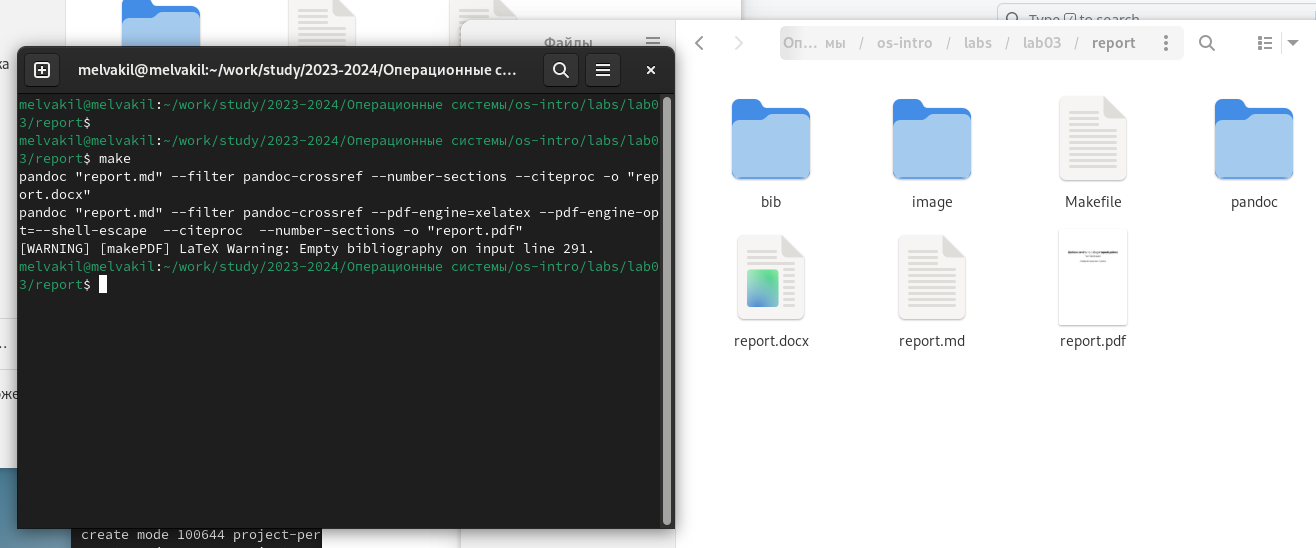 Type / to search
ка
Файлы
Оп... мы / os-intro / labs / lab03 / report
melvakil@melvakil:~/work/study/2023-2024/Операционные с...
melvakil@melvakil:~/work/study/2023-2024/Операционные системы/os-intro/labs/lab0
3/report$
melvakil@melvakil:~/work/study/2023-2024/Операционные системы/os-intro/labs/lab0
3/report$ make
pandoc "report.md" --filter pandoc-crossref --number-sections --citeproc -o "rep
ort.docx"
pandoc "report.md" --filter pandoc-crossref --pdf-engine=xelatex --pdf-engine-op
t=--shell-escape  --citeproc  --number-sections -o "report.pdf"
[WARNING] [makePDF] LaTeX Warning: Empty bibliography on input line 291.
melvakil@melvakil:~/work/study/2023-2024/Операционные системы/os-intro/labs/lab0
3/report$
bib
image
Makefile
pandoc
report.docx
report.md
report.pdf
оже
create mode 100644 project-per